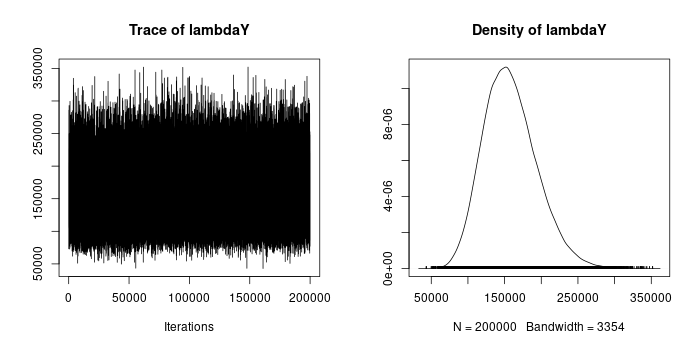 Trace of lambdaY
50000 150000 250000 350000
0 50000 100000 150000 200000
Iterations
Density of lambdaY
0e+00 4e-06 8e-06
50000 150000 250000 350000
N = 200000 Bandwidth = 3354